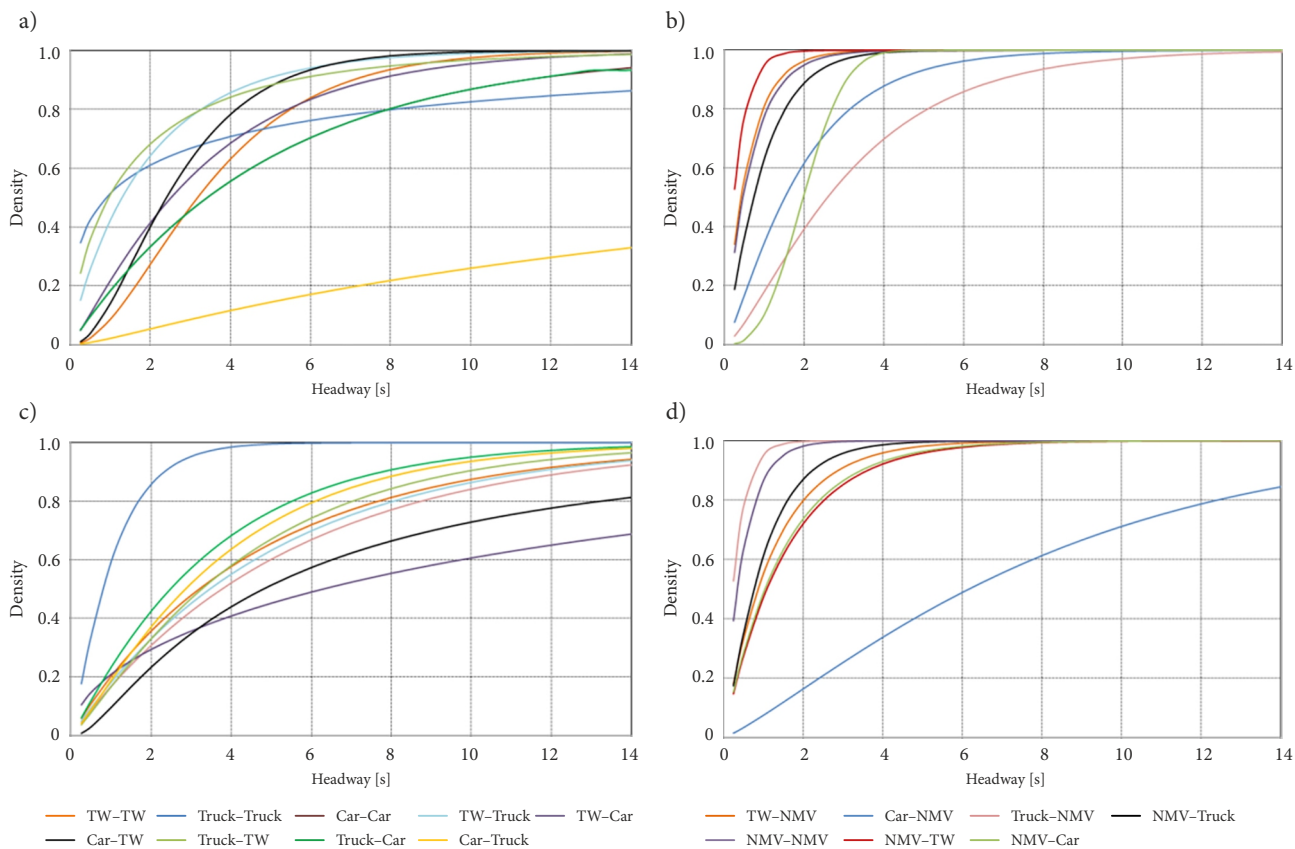 a)
b)
1.0
0.8
0.6
0.4
0.2
0
Density
0 2 4 6 8 10 12 14
Headway [s]
1.0
0.8
0.6
0.4
0.2
0
Density
0 2 4 6 8 10 12 14
Headway [s]
c)
d)
1.0
0.8
0.6
0.4
0.2
0
Density
0 2 4 6 8 10 12 14
Headway [s]
1.0
0.8
0.6
0.4
0.2
0
Density
0 2 4 6 8 10 12 14
Headway [s]
TW–TW Truck–Truck Car–Car TW–Truck TW–Car
Car–TW Truck–TW Truck–Car Car–Truck
TW–NMV Car–NMV Truck–NMV NMV–Truck
NMV–NMV NMV–TW NMV–Car